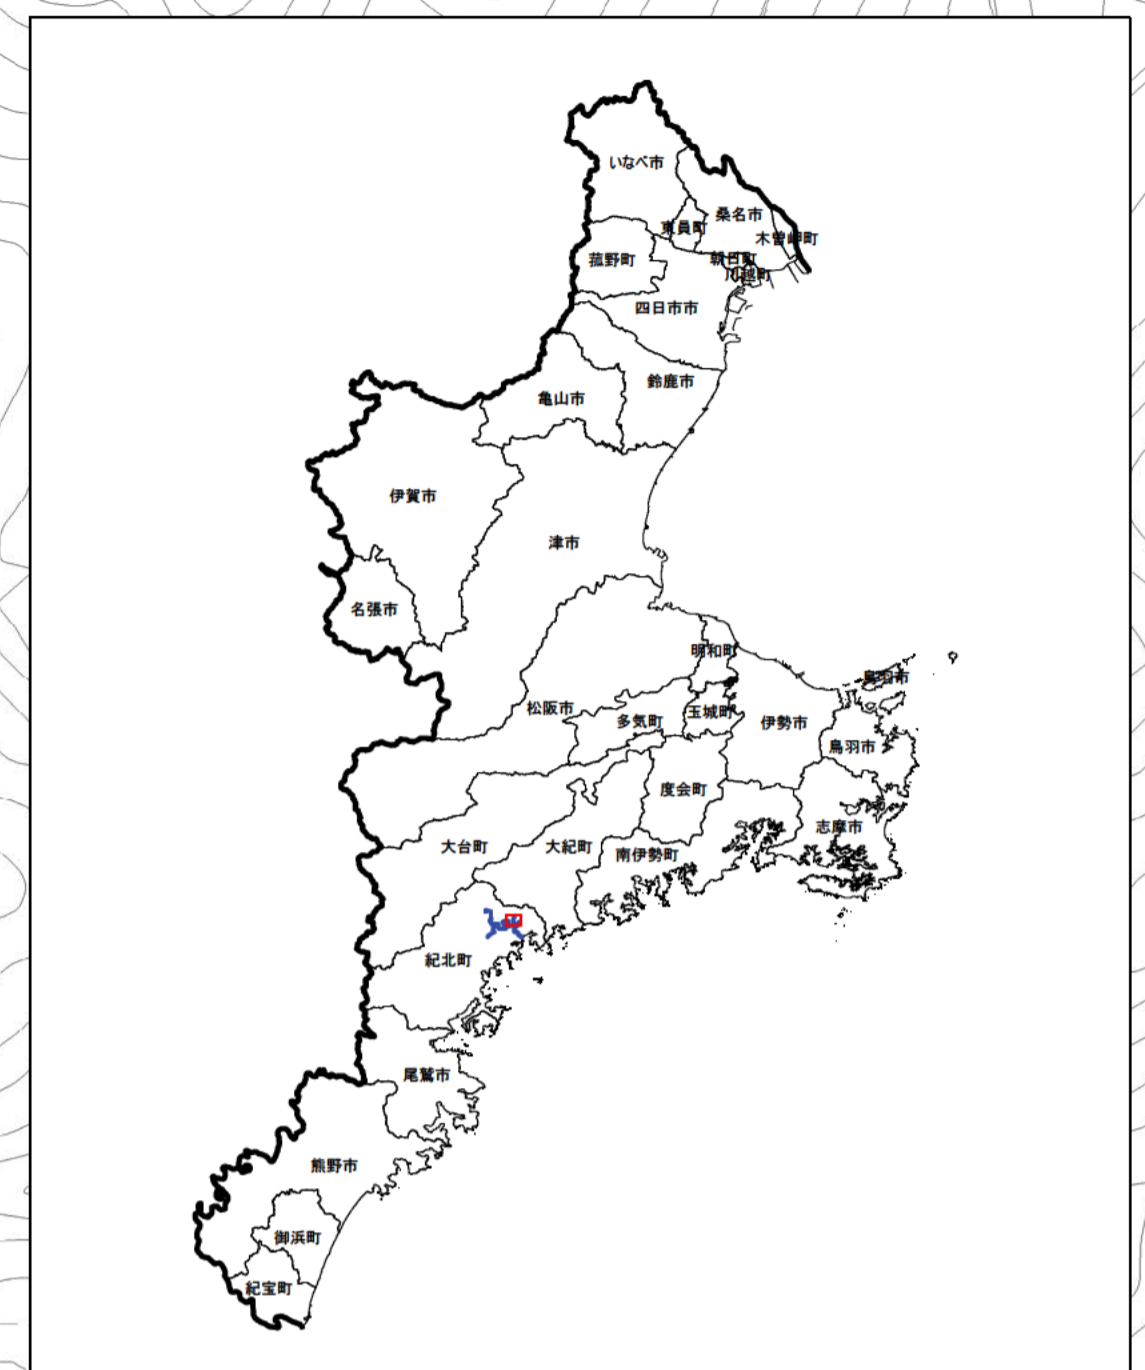 いなべ市
桑名市
東員町
木曽岬町
朝日町
菰野町
川越町
四日市市
鈴鹿市
亀山市
伊賀市
津市
名張市
明和町
鳥羽市
松阪市
多気町
玉城町
伊勢市
鳥羽市
度会町
志摩市
大台町
大紀町
南伊勢町
紀北町
尾鷲市
熊野市
御浜町
紀宝町